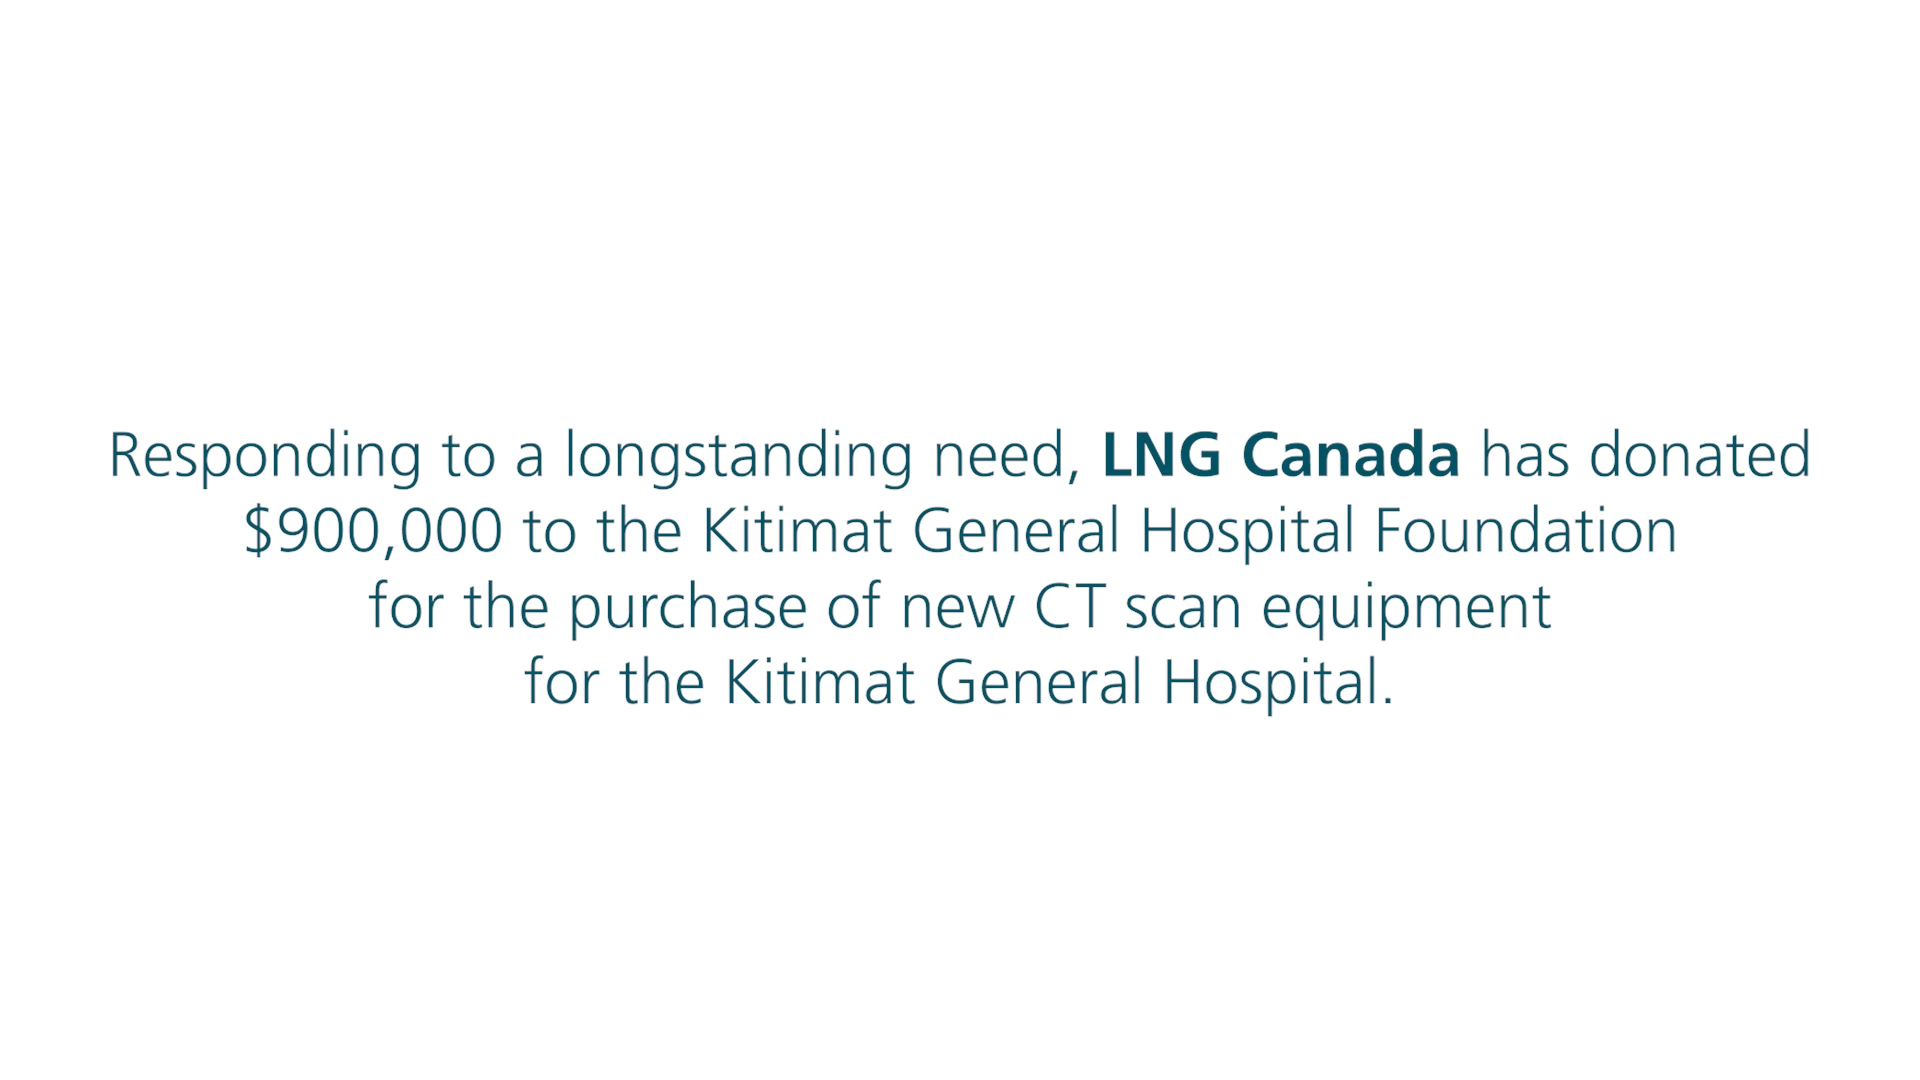 Responding to a longstanding need, LNG Canada has donated
$900,000 to the Kitimat General Hospital Foundation
for the purchase of new CT scan equipment
for the Kitimat General Hospital.